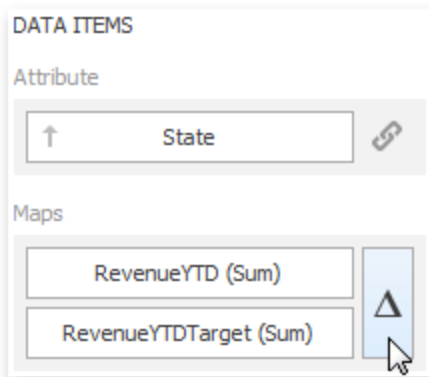 DATA ITEMS
Attribute
↑ State
Maps
RevenueYTD (Sum)
Δ
RevenueYTDTarget (Sum)